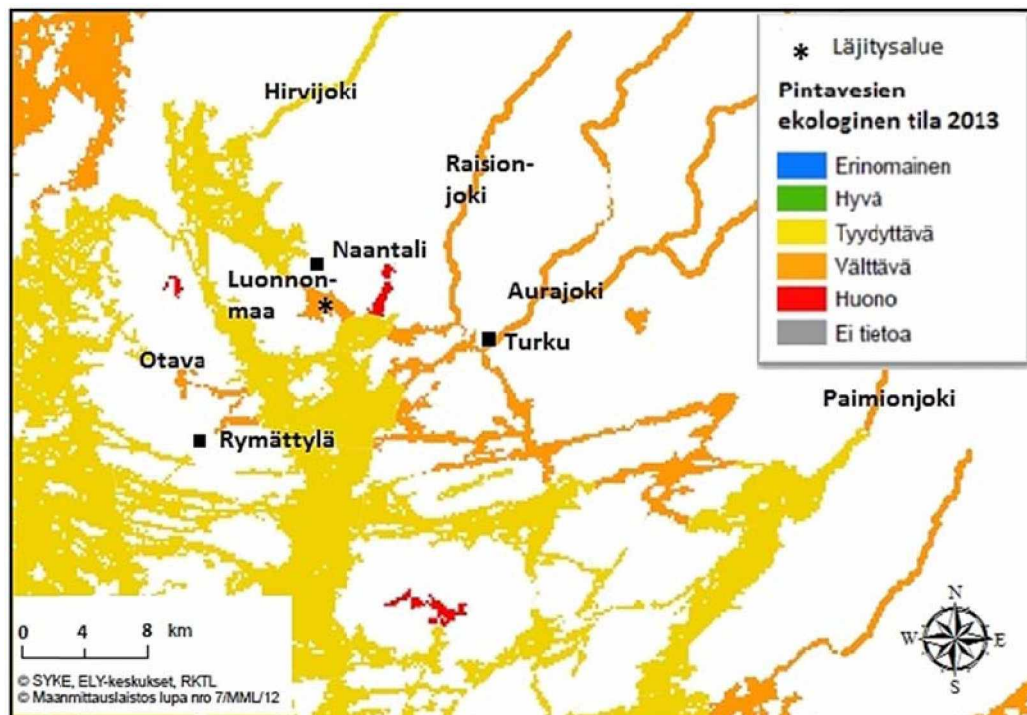 Hirvijoki
Raision-
joki
Naantali
Luonnon-
maa
Aurajoki
Turku
Otava
Rymättylä
Paimionjoki
* Läjitysalue
Pintavesien
ekologinen tila 2013
Erinomainen
Hyvä
Tyydyttävä
Välttävä
Huono
Ei tietoa
0 4 8 km
© SYKE, ELY-keskukset, RKTL
© Maanmittauslaistos lupa nro 7/MML/12
N
W E
S